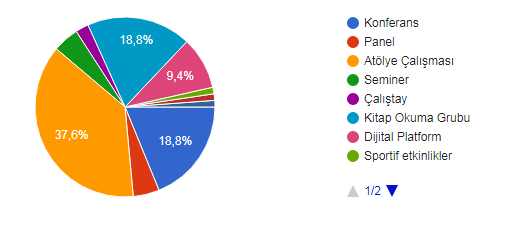 18,8%
9,4%
37,6%
18,8%
Konferans
Panel
Atölye Çalışması
Seminer
Çalıştay
Kitap Okuma Grubu
Dijital Platform
Sportif etkinlikler
1/2